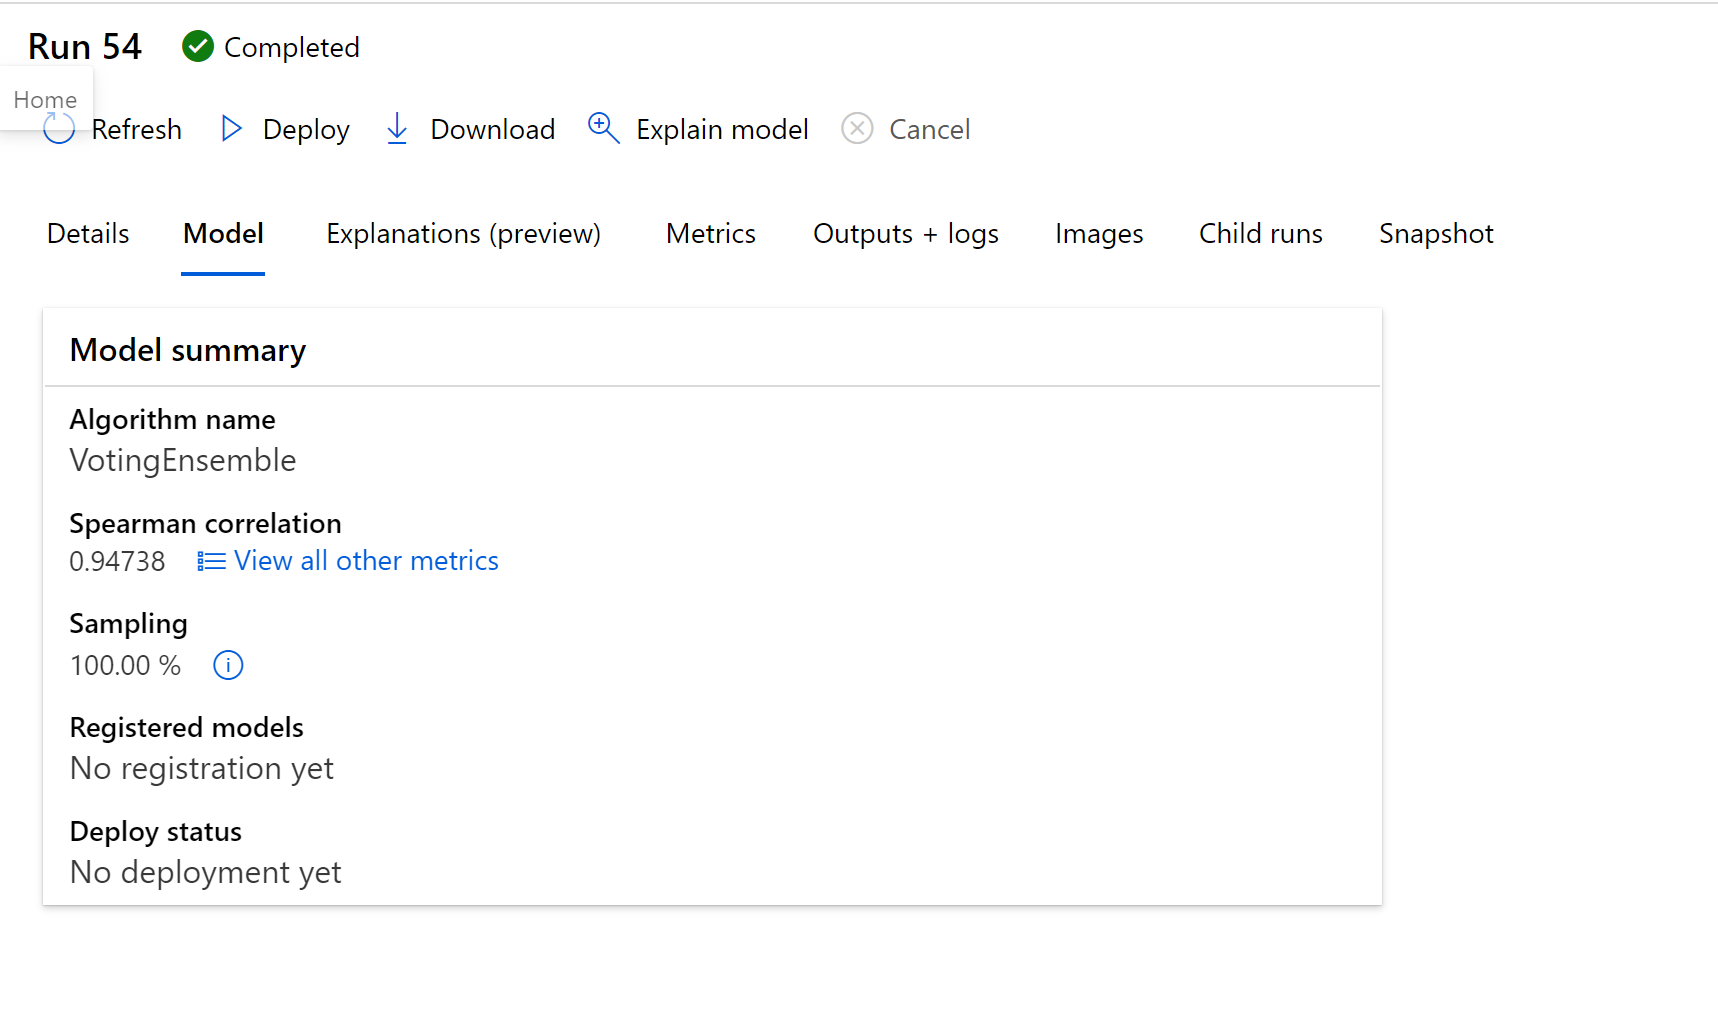 Run 54 Completed
Home
Refresh Deploy Download Explain model Cancel
Details Model Explanations (preview) Metrics Outputs + logs Images Child runs Snapshot
Model summary
Algorithm name
VotingEnsemble
Spearman correlation
0.94738 View all other metrics
Sampling
100.00 %
Registered models
No registration yet
Deploy status
No deployment yet